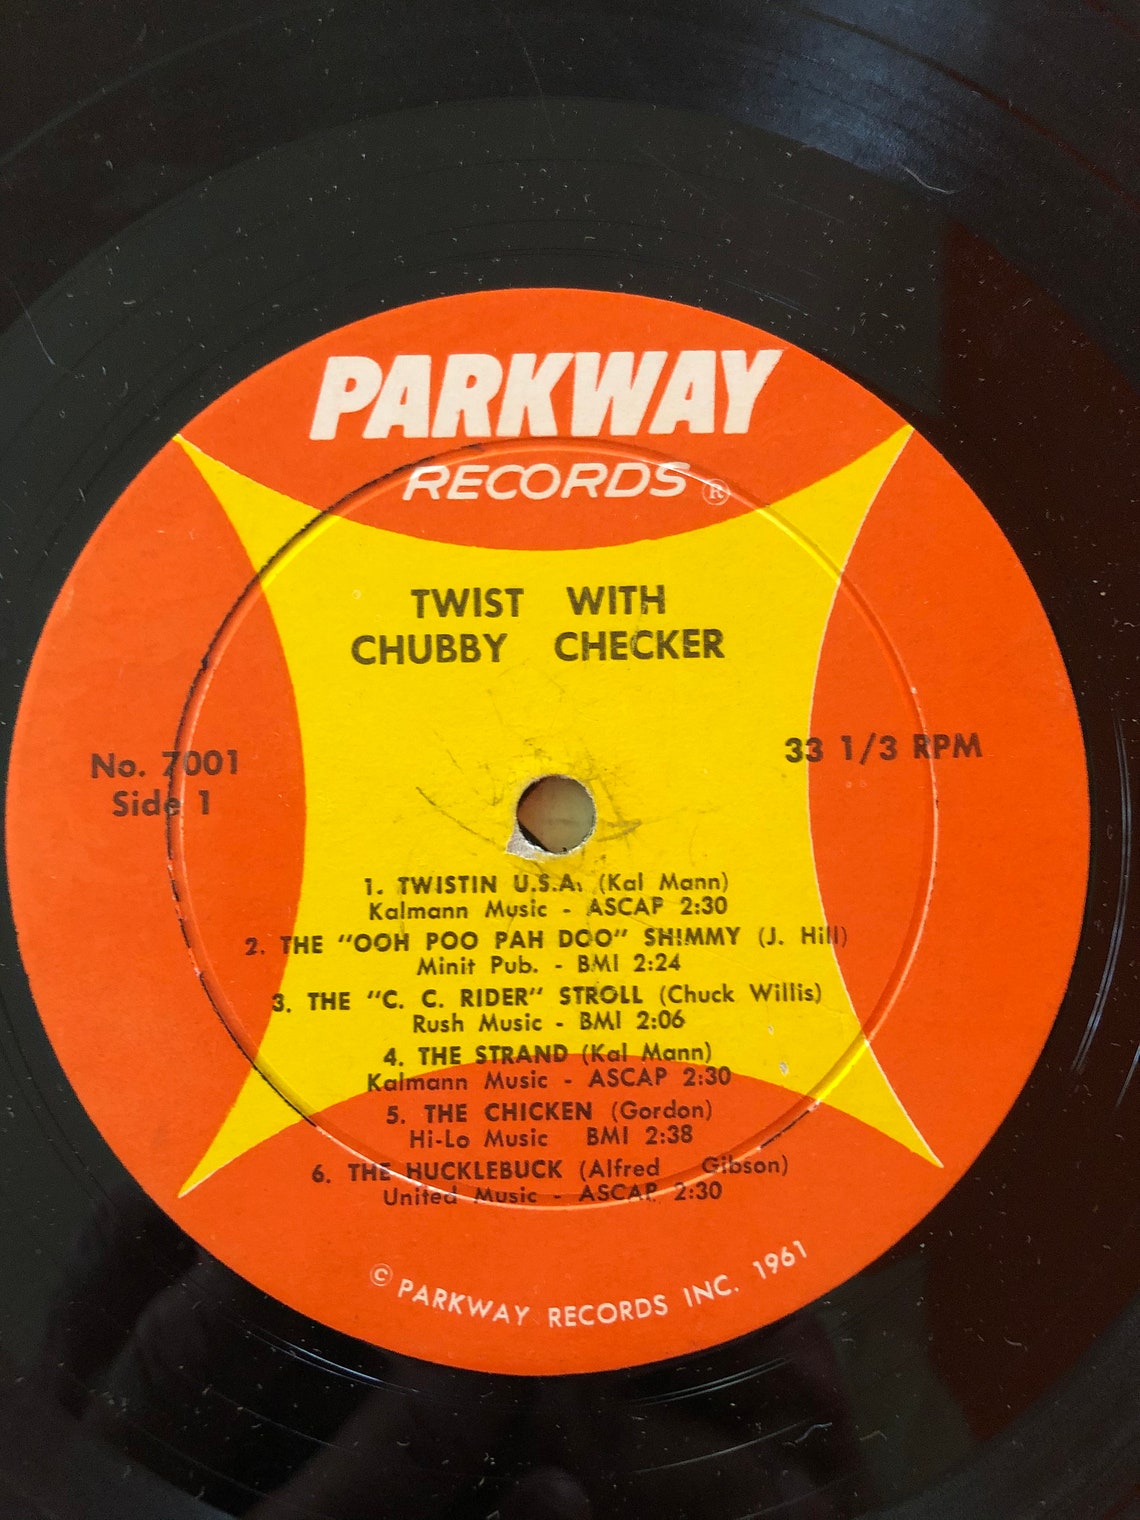 PARKWAY
RECORDS ®
TWIST WITH
CHUBBY CHECKER
No. 7001
Side 1
33 1/3 RPM
1. TWISTIN U.S.A. (Kal Mann)
Kalmann Music - ASCAP 2:30
2. THE "OOH POO PAH DOO" SHIMMY (J. Hill)
Minit Pub. - BMI 2:24
3. THE "C. C. RIDER" STROLL (Chuck Willis)
Rush Music - BMI 2:06
4. THE STRAND (Kal Mann)
Kalmann Music - ASCAP 2:30
5. THE CHICKEN (Gordon)
Hi-Lo Music BMI 2:38
6. THE HUCKLEBUCK (Alfred Gibson)
United Music - ASCAP 2:30
© PARKWAY RECORDS INC. 1961